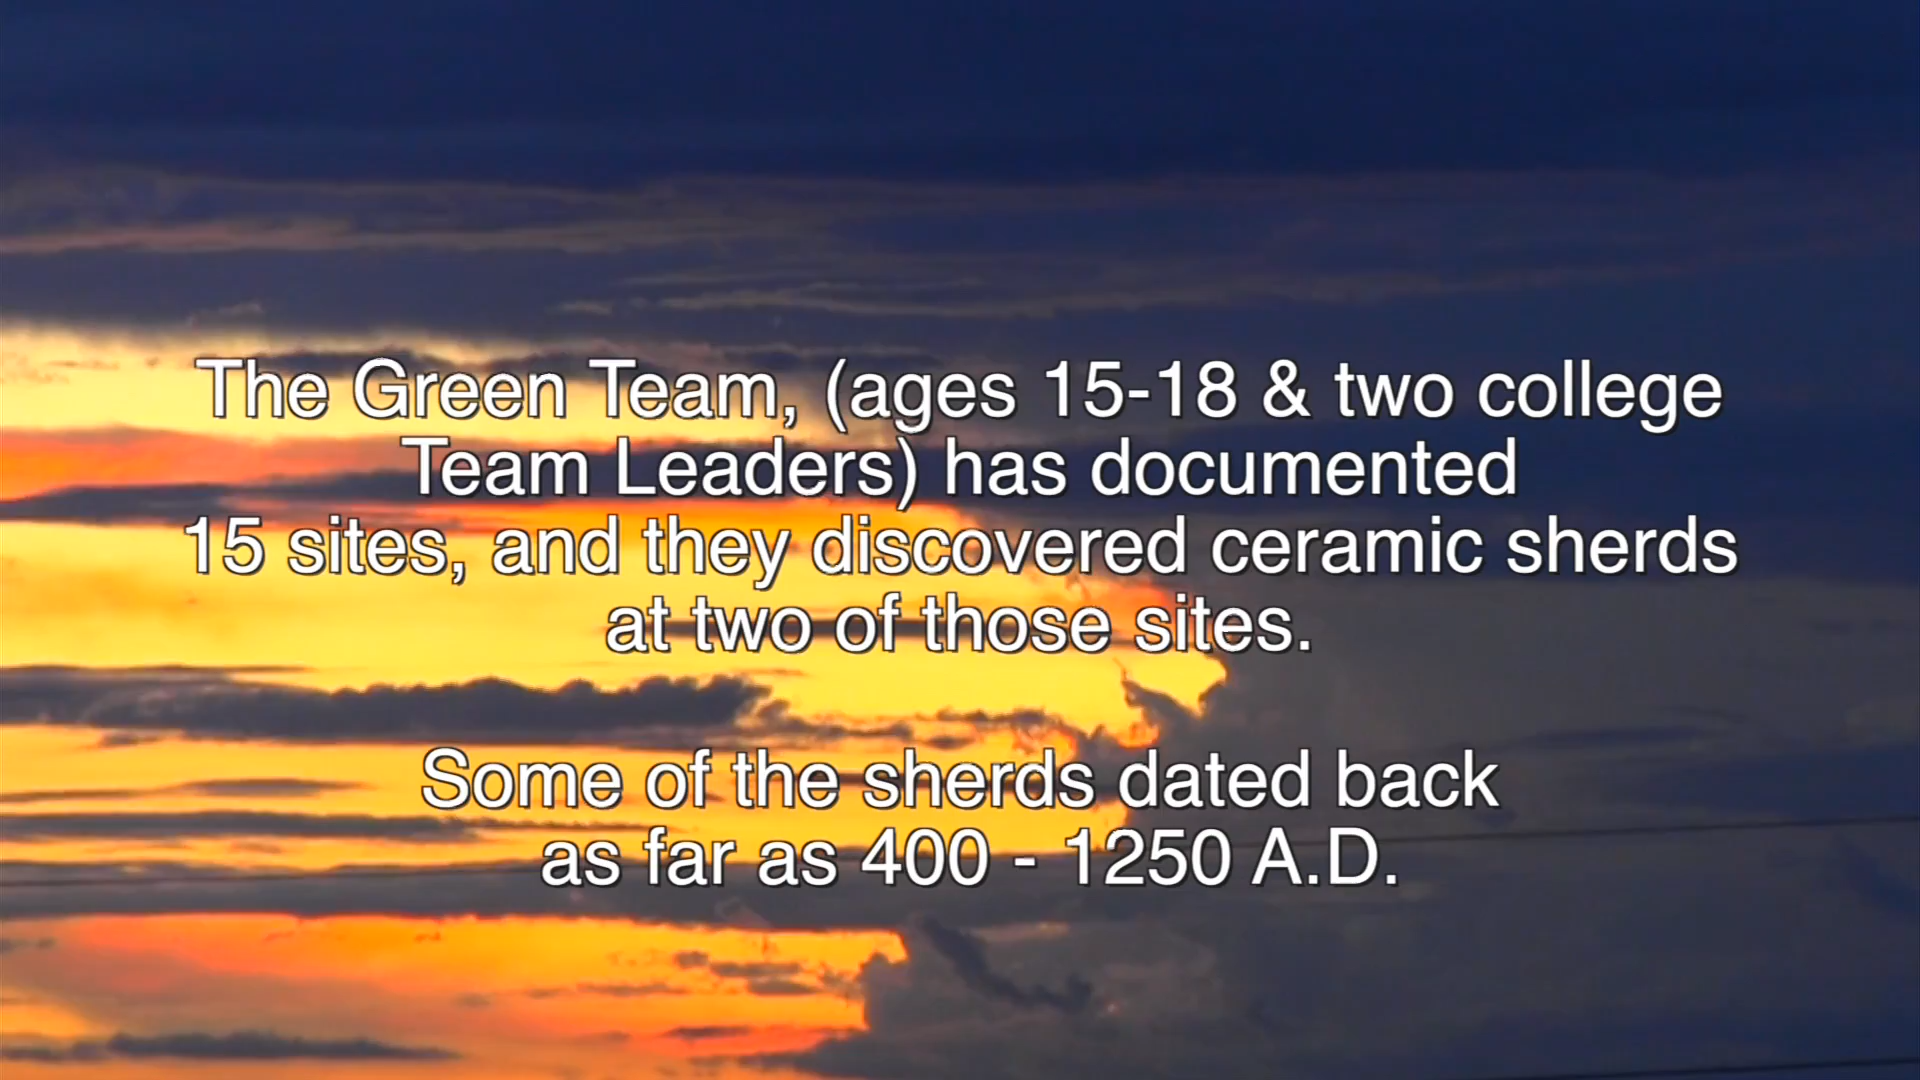 The Green Team, (ages 15-18 & two college
Team Leaders) has documented
15 sites, and they discovered ceramic sherds
at two of those sites.
Some of the sherds dated back
as far as 400 - 1250 A.D.